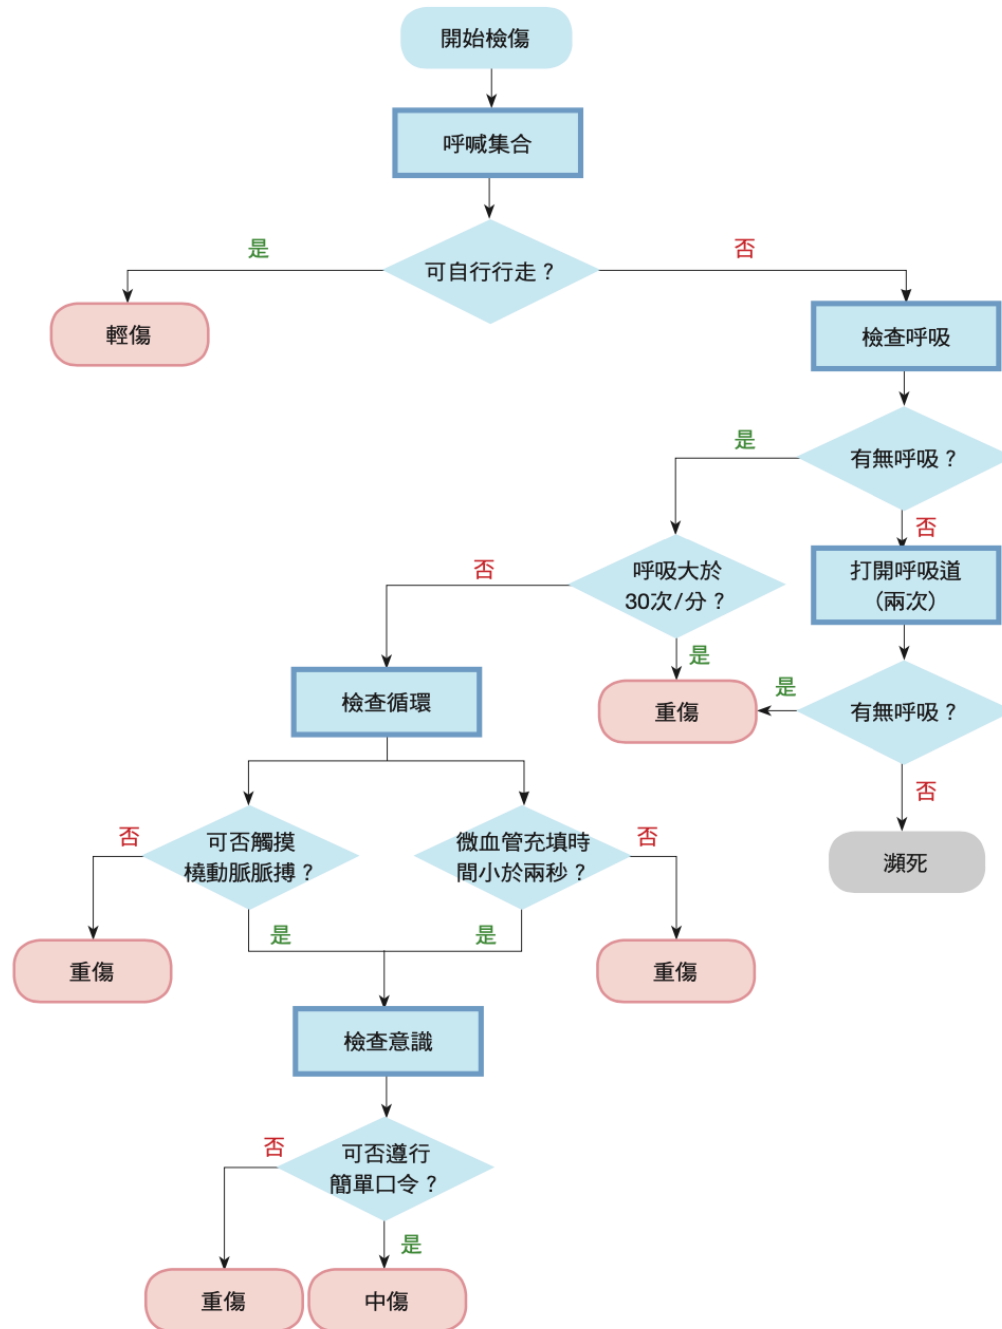 開始檢傷
呼喊集合
可自行行走？
是
否
輕傷
檢查呼吸
有無呼吸？
是
否
呼吸大於
30次/分？
否
是
打開呼吸道
（兩次）
重傷
是
有無呼吸？
否
瀕死
檢查循環
可否觸摸
橈動脈脈搏？
否
是
微血管充填時
間小於兩秒？
否
是
重傷
重傷
檢查意識
可否遵行
簡單口令？
否
是
重傷
中傷